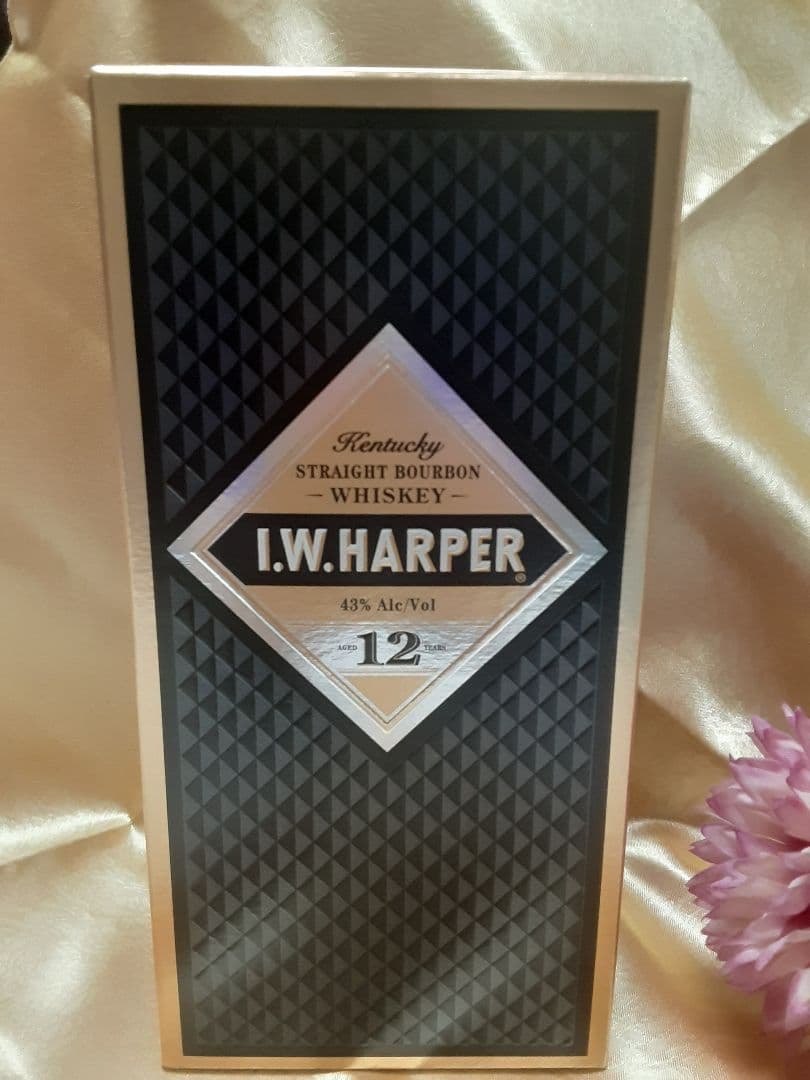 Kentucky
STRAIGHT BOURBON
– WHISKEY –
I.W.HARPER®
43% Alc/Vol
AGED 12 YEARS